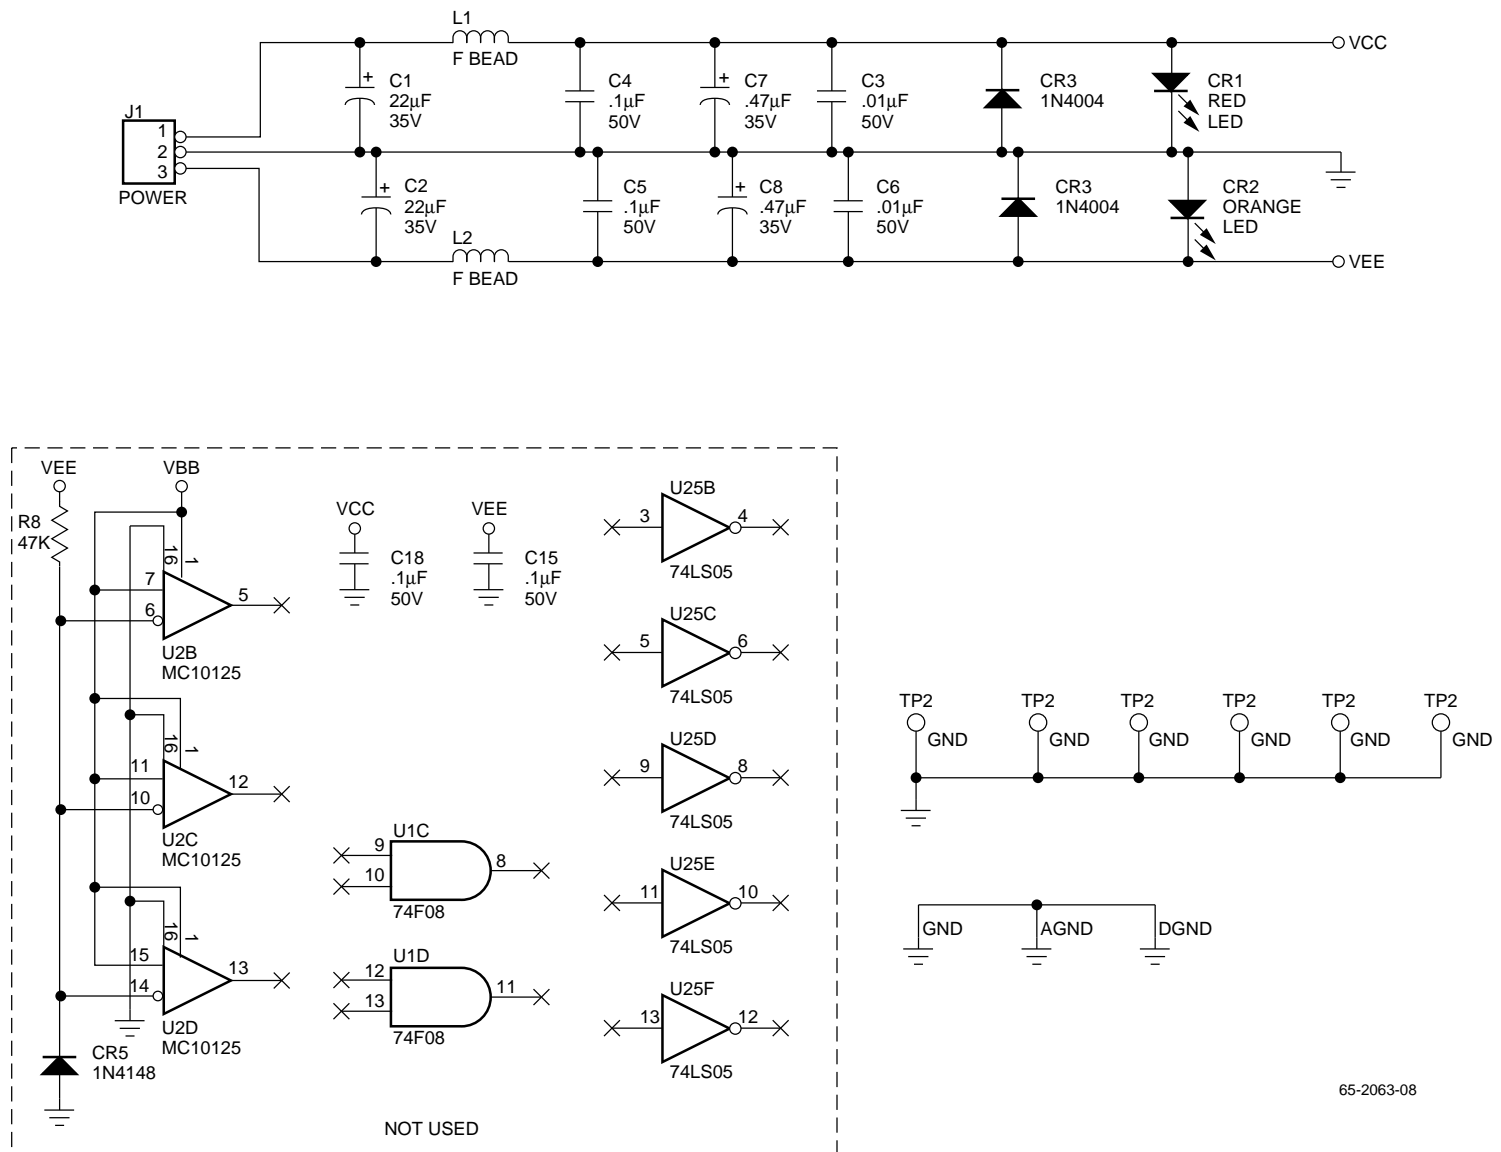 L1
F BEAD
VCC
+
C1
22µF
35V
C4
.1µF
50V
+
C7
.47µF
35V
C3
.01µF
50V
CR3
1N4004
CR1
RED
LED
J1
1
2
3
POWER
+
C2
22µF
35V
C5
.1µF
50V
+
C8
.47µF
35V
C6
.01µF
50V
CR3
1N4004
CR2
ORANGE
LED
L2
F BEAD
VEE
VEE
VBB
R8
47K
16
1
7
6
5
U2B
MC10125
16
1
11
10
12
U2C
MC10125
16
1
15
14
13
U2D
MC10125
CR5
1N4148
VCC
C18
.1µF
50V
VEE
C15
.1µF
50V
U1C
9
10
8
74F08
U1D
12
13
11
74F08
U25B
3
4
74LS05
U25C
5
6
74LS05
U25D
9
8
74LS05
U25E
11
10
74LS05
U25F
13
12
74LS05
NOT USED
TP2
GND
TP2
GND
TP2
GND
TP2
GND
TP2
GND
TP2
GND
GND
AGND
DGND
65-2063-08